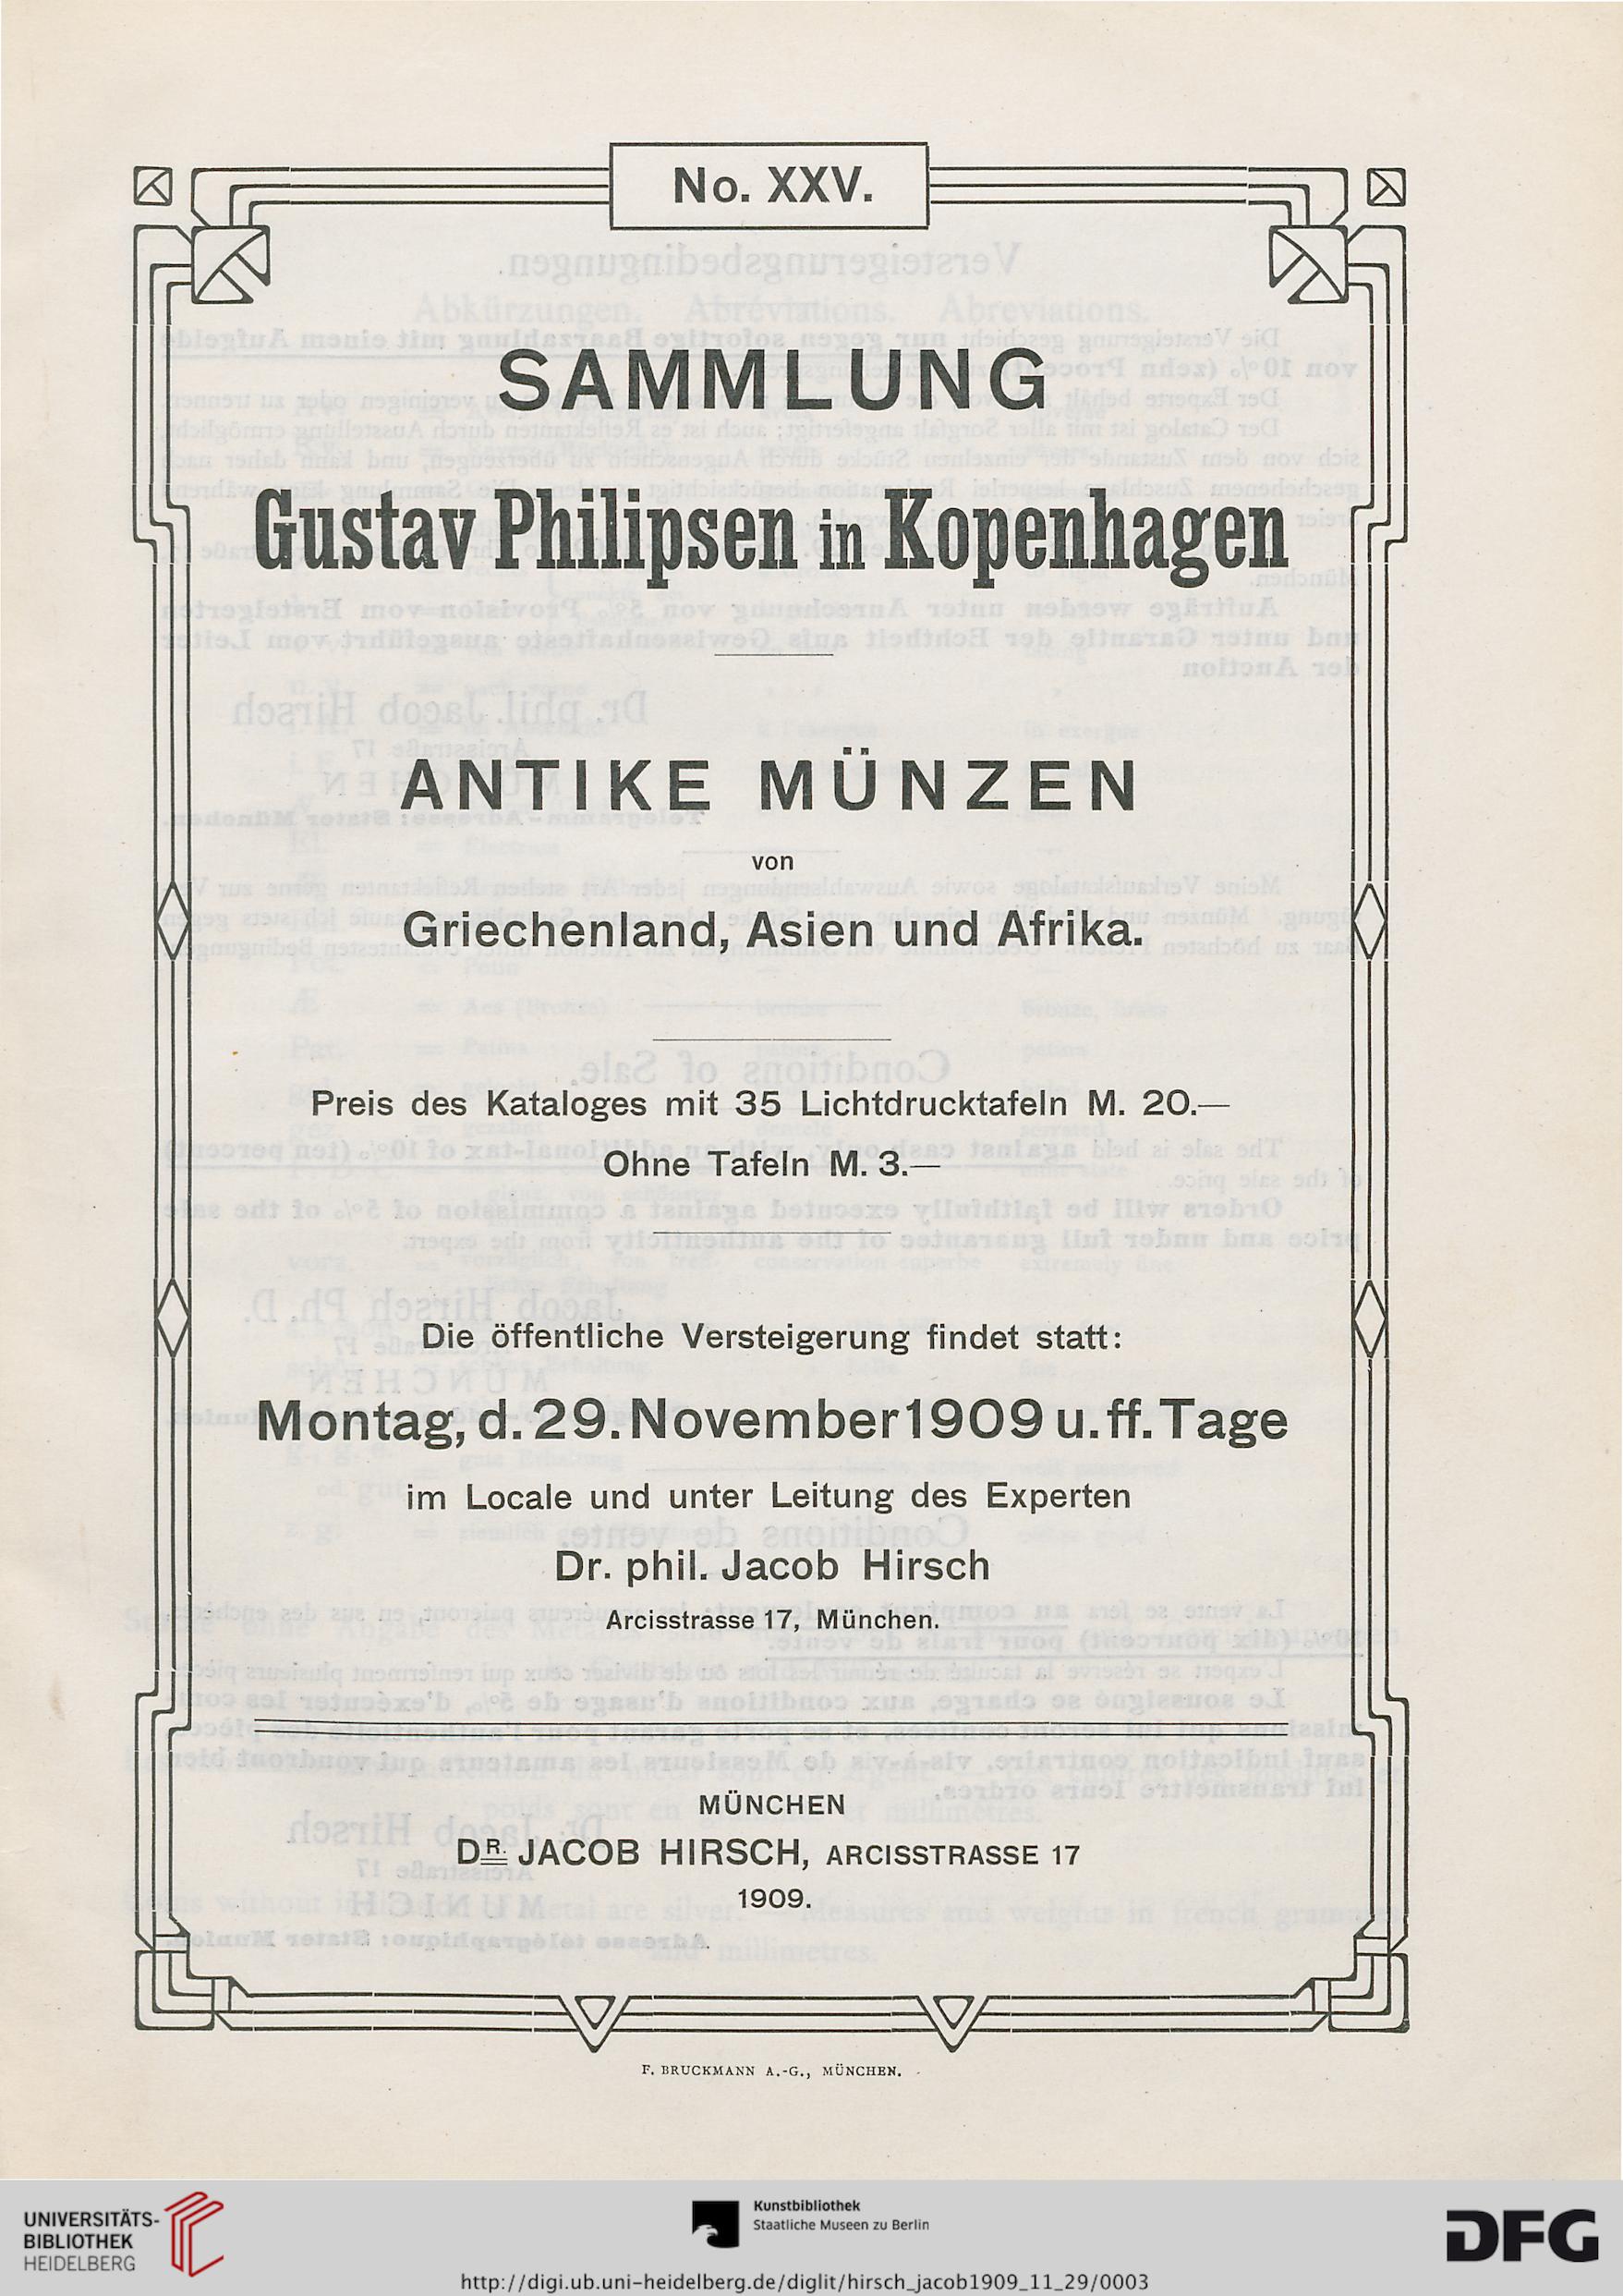 No. XXV.
SAMMLUNG
Gustav Philipsen in Kopenhagen
ANTIKE MÜNZEN
von
Griechenland, Asien und Afrika.
Preis des Kataloges mit 35 Lichtdrucktafeln M. 20.—
Ohne Tafeln M. 3.—
Die öffentliche Versteigerung findet statt:
Montag, d. 29. November 1909 u. ff. Tage
im Locale und unter Leitung des Experten
Dr. phil. Jacob Hirsch
Arcisstrasse 17, München.
MÜNCHEN
DR. JACOB HIRSCH, ARCISSTRASSE 17
1909.
F. BRUCKMANN A.-G., MÜNCHEN.
UNIVERSITÄTS-
BIBLIOTHEK
HEIDELBERG
Kunstbibliothek
Staatliche Museen zu Berlin
DFG
http://digi.ub.uni-heidelberg.de/diglit/hirsch_jacob1909_11_29/0003